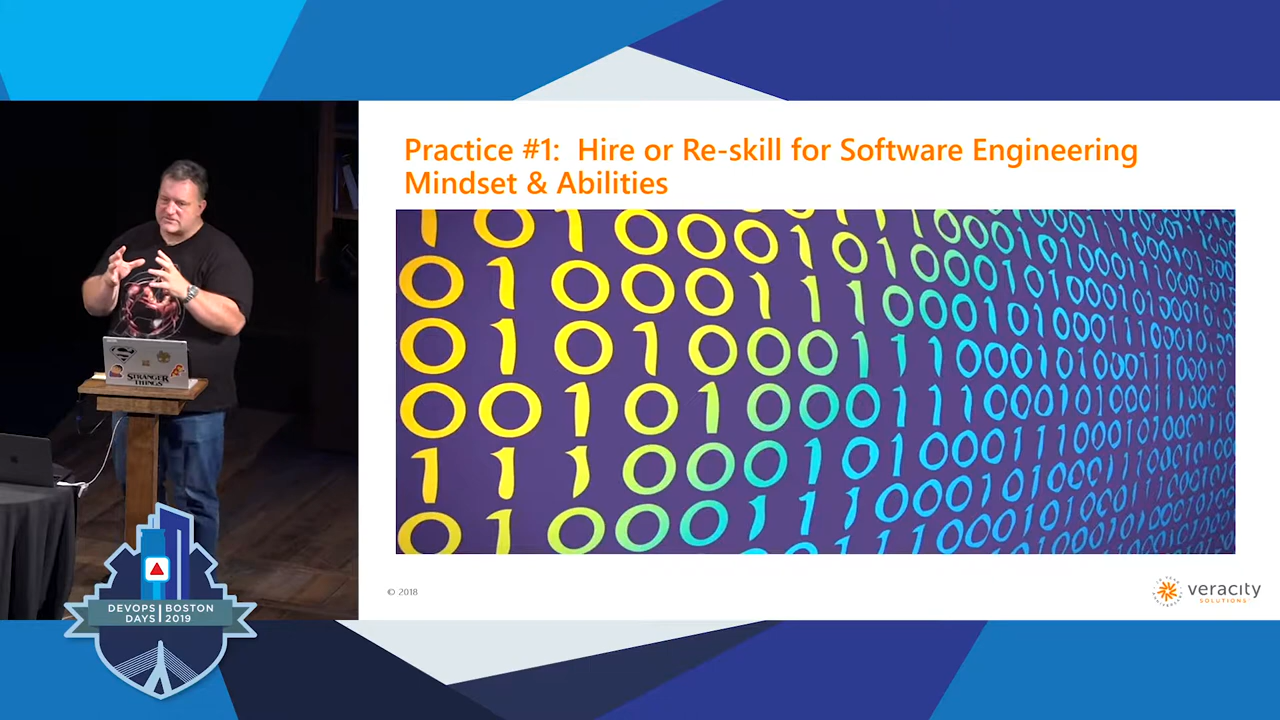 Practice #1:  Hire or Re-skill for Software Engineering
Mindset & Abilities
STRANGER
THINGS
DEVOPS BOSTON
DAYS 2019
© 2018
veracity
SOLUTIONS